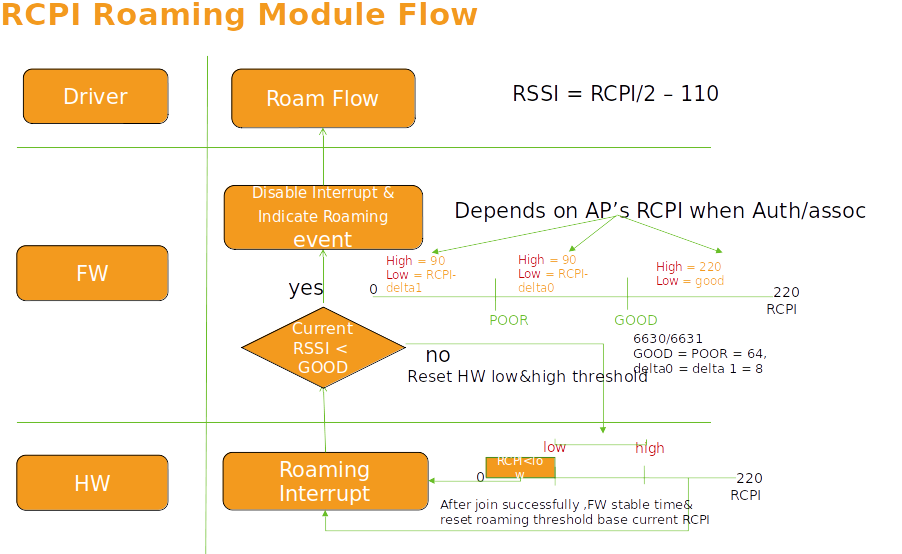 RCPI Roaming Module Flow
Driver
Roam Flow
RSSI = RCPI/2 – 110
Disable Interrupt &
Indicate Roaming
event
Depends on AP's RCPI when Auth/assoc
FW
High = 90
Low = RCPI-
delta1
High = 90
Low = RCPI-
delta0
High = 220
Low = good
yes
0
220
RCPI
POOR
GOOD
Current
RSSI <
GOOD
6630/6631
GOOD = POOR = 64,
delta0 = delta 1 = 8
no
Reset HW low&high threshold
HW
Roaming
Interrupt
low
high
RCPI<lo
w
0
220
RCPI
After join successfully ,FW stable time&
reset roaming threshold base current RCPI